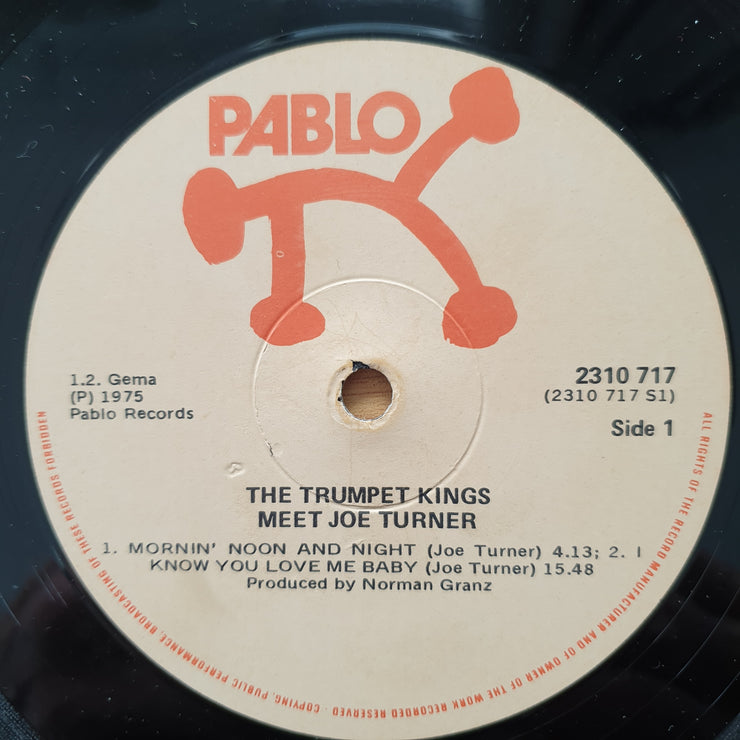 PABLO
1.2. Gema
(P) 1975
Pablo Records
2310 717
(2310 717 S1)
Side 1
THE TRUMPET KINGS
MEET JOE TURNER
1. MORNIN' NOON AND NIGHT (Joe Turner) 4.13; 2. I
KNOW YOU LOVE ME BABY (Joe Turner) 15.48
Produced by Norman Granz
ALL RIGHTS OF THE RECORD MANUFACTURER AND OF OWNER OF THE WORK RECORDED RESERVED · COPYING, PUBLIC PERFORMANCE, BROADCASTING OF THESE RECORDS FORBIDDEN